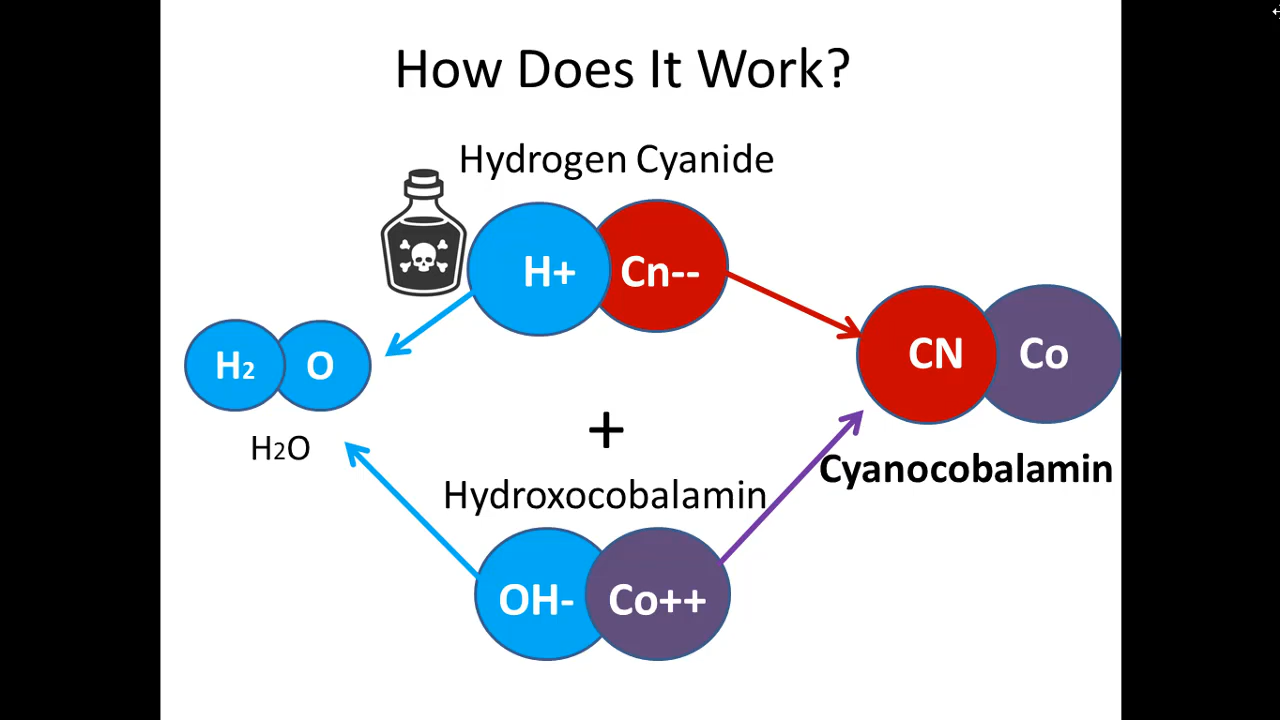 How Does It Work?
Hydrogen Cyanide
H+ Cn--
CN Co
H2 O
H2O
+
Cyanocobalamin
Hydroxocobalamin
OH- Co++